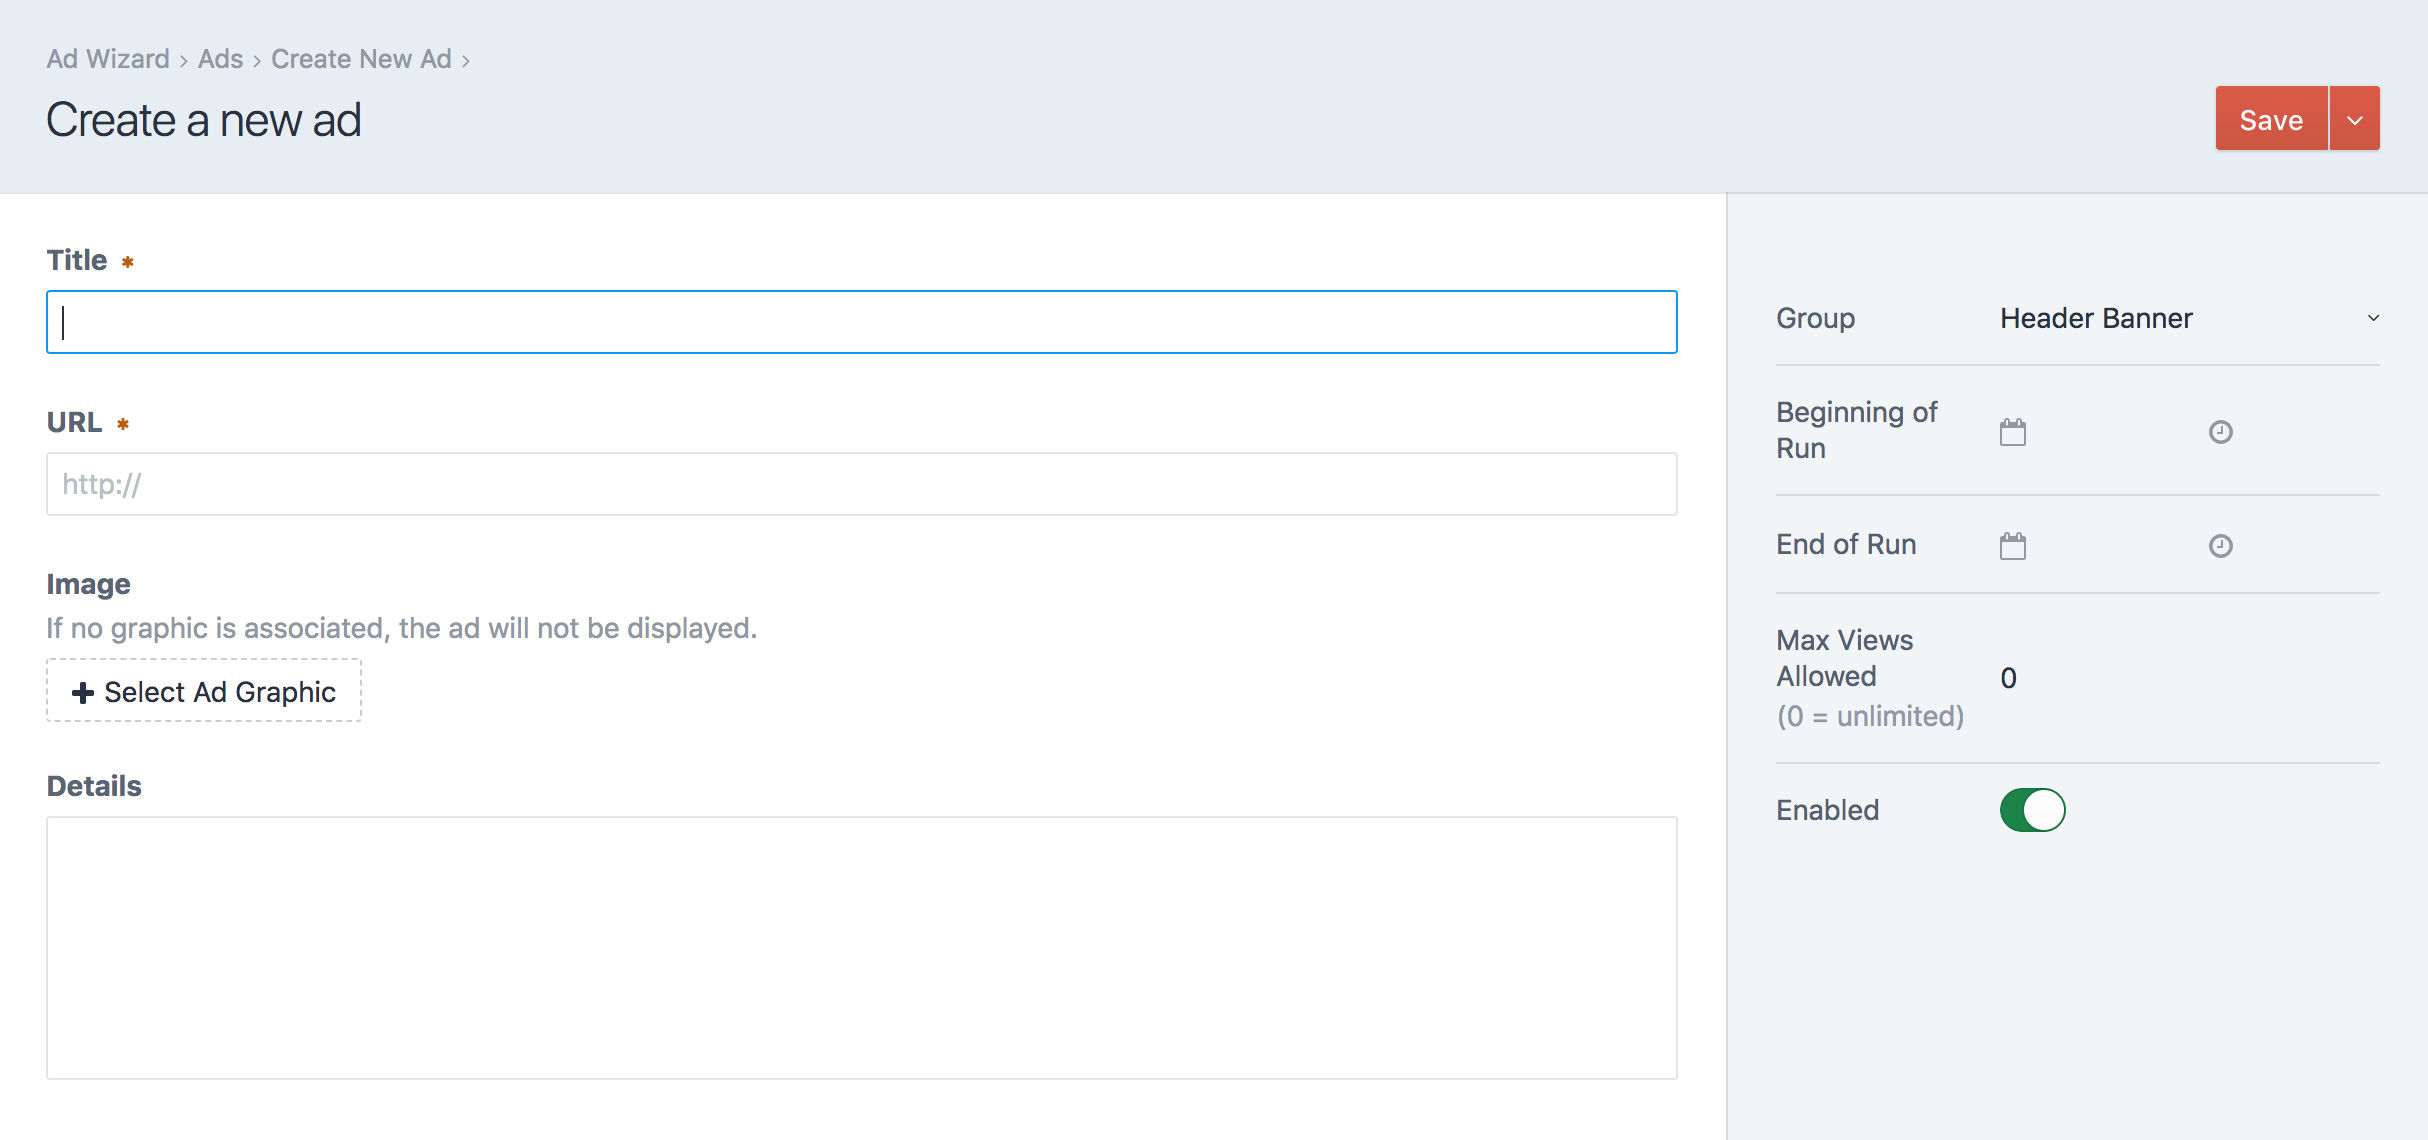 Ad Wizard › Ads › Create New Ad ›
Create a new ad
Save
Title *
URL *
http://
Image
If no graphic is associated, the ad will not be displayed.
Select Ad Graphic
Details
Group
Header Banner
Beginning of
Run
End of Run
Max Views
Allowed
0
(0 = unlimited)
Enabled